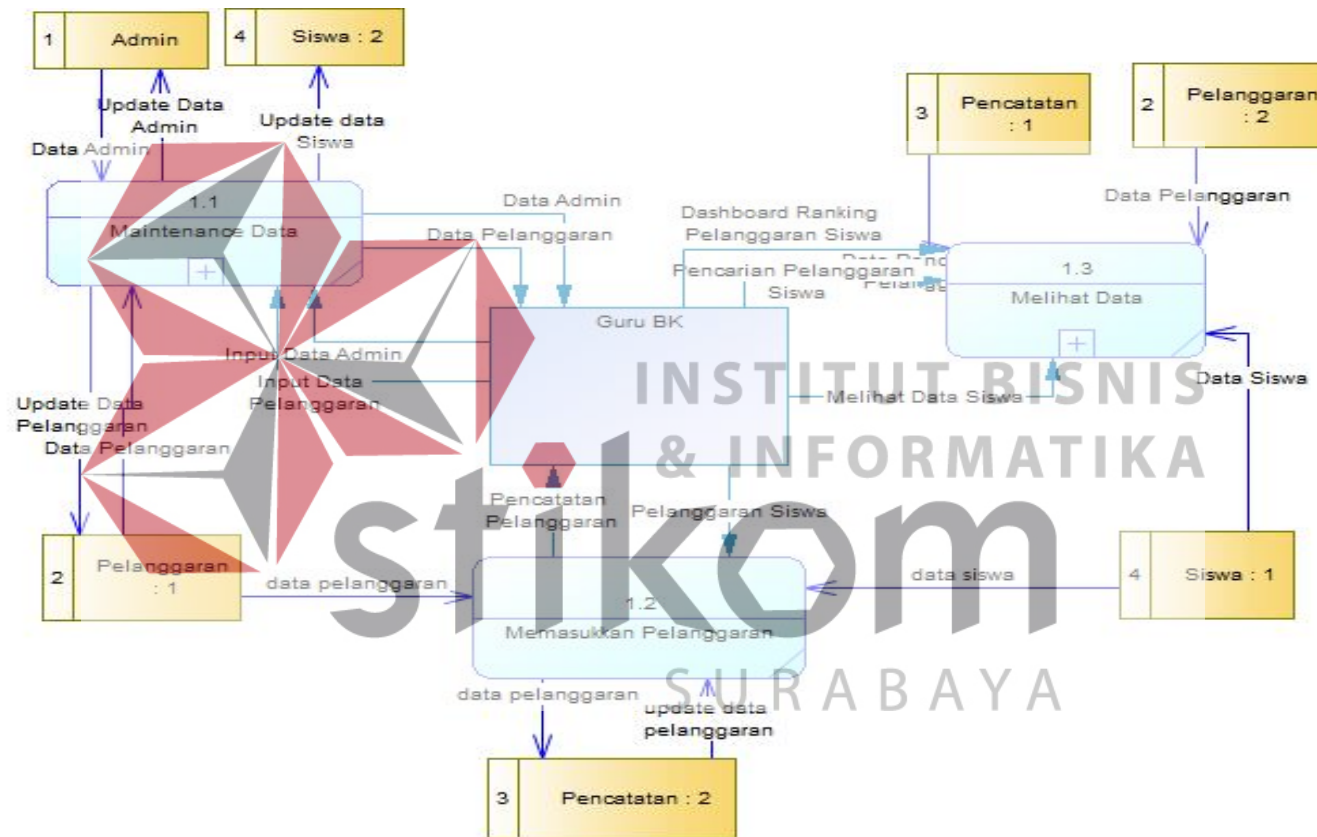 1
Admin
4
Siswa : 2
3
Pencatatan
: 1
2
Pelanggaran
: 2
Update Data
Admin
Update data
Siswa
Data Admin
1.1
Maintenance Data
Data Admin
Data Pelanggaran
Dashboard Ranking
Pelanggaran Siswa
Pencarian Pelanggaran
Siswa
Data Pelanggaran
1.3
Melihat Data
Guru BK
Input Data Admin
Input Data
Pelanggaran
Melihat Data Siswa
Data Siswa
Update Data
Pelanggaran
Data Pelanggaran
INSTITUT BISNIS
& INFORMATIKA
stikom
SURABAYA
Pencatatan
Pelanggaran
Pelanggaran Siswa
2
Pelanggaran
: 1
data pelanggaran
1.2
Memasukkan Pelanggaran
data siswa
4
Siswa : 1
data pelanggaran
update data
pelanggaran
3
Pencatatan : 2